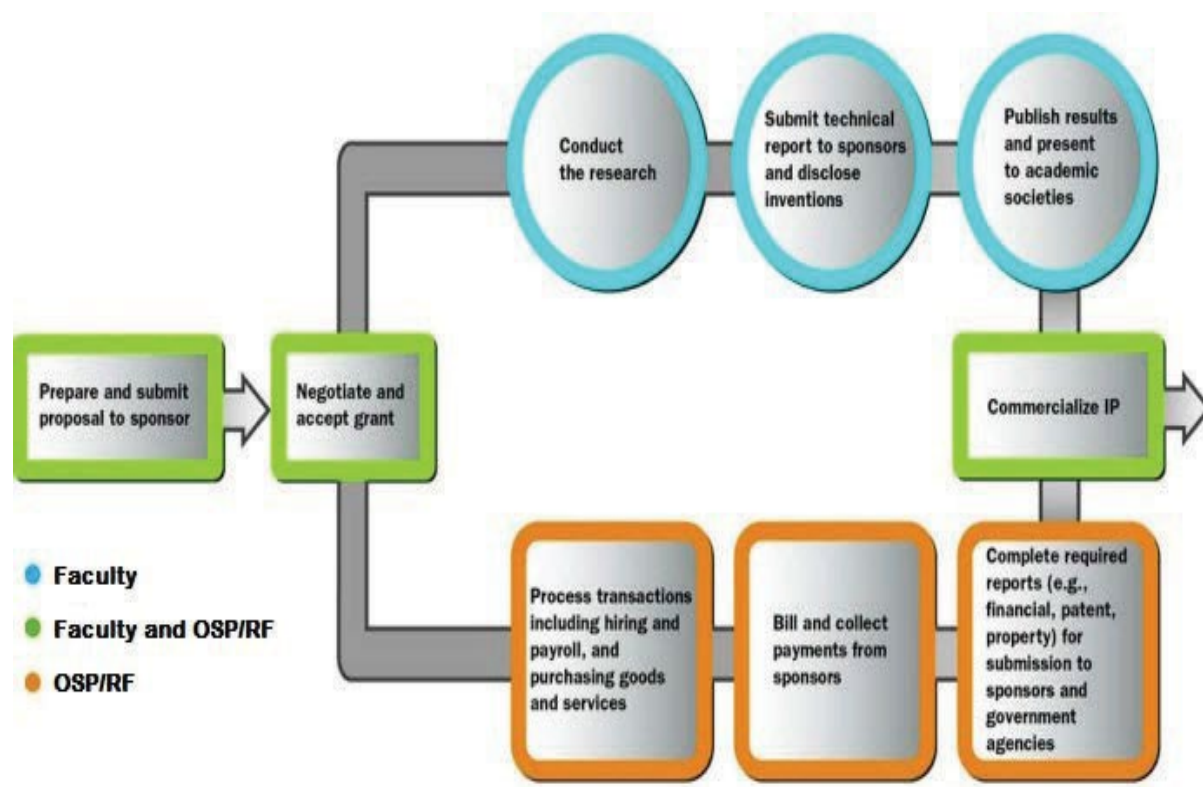 Conduct
the research
Submit technical
report to sponsors
and disclose
inventions
Publish results
and present
to academic
societies
Prepare and submit
proposal to sponsor
Negotiate and
accept grant
Commercialize IP
Faculty
Faculty and OSP/RF
OSP/RF
Process transactions
including hiring and
payroll, and
purchasing goods
and services
Bill and collect
payments from
sponsors
Complete required
reports (e.g.,
financial, patent,
property) for
submission to
sponsors and
government
agencies